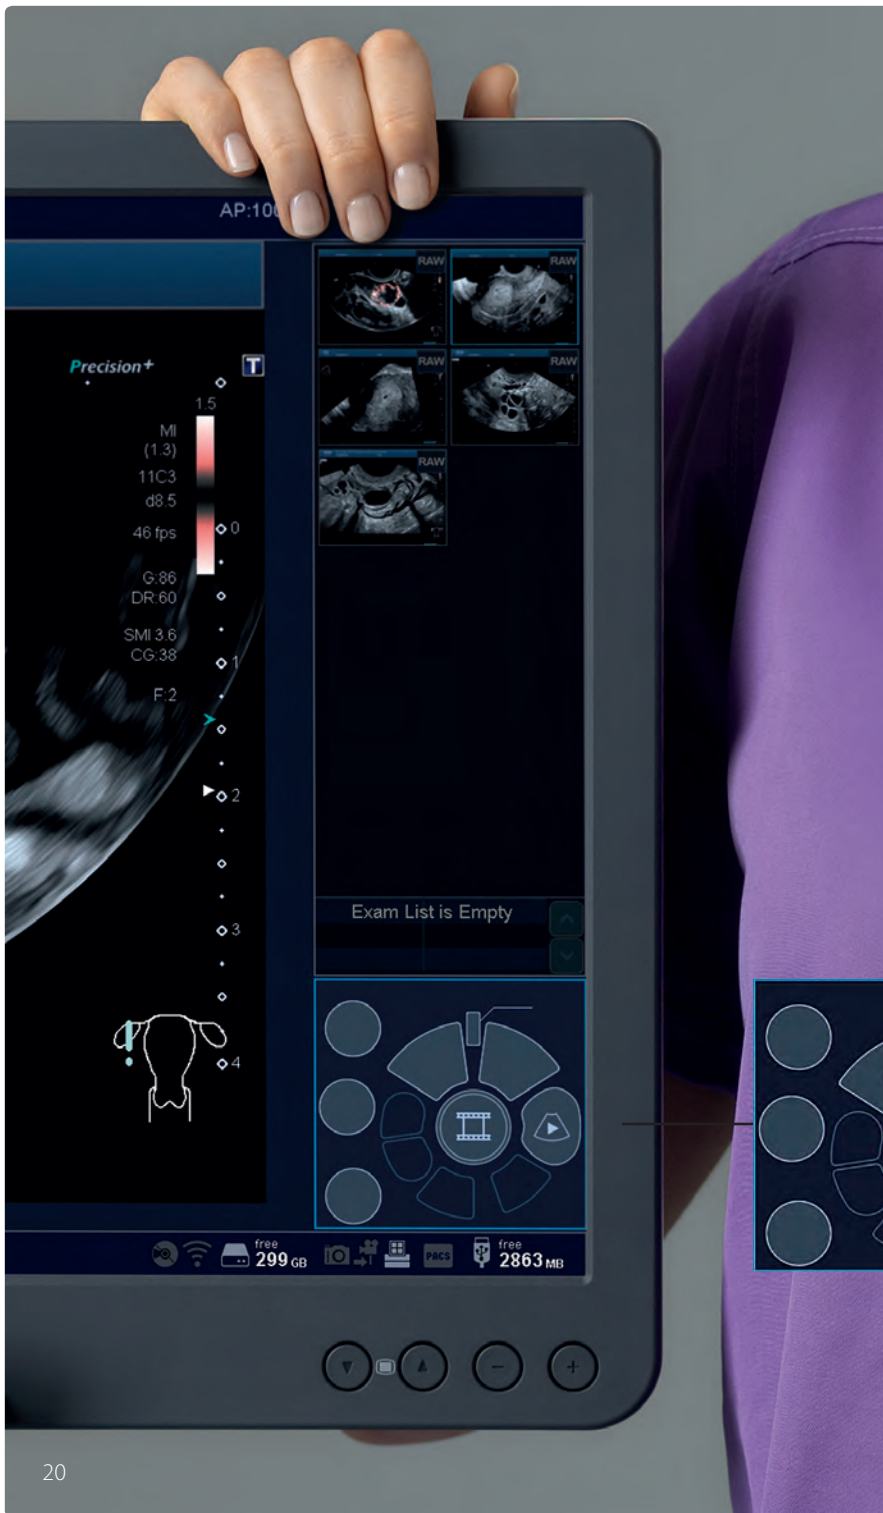 RAW
RAW
Precision+
T
RAW
RAW
1.5
MI
(1.3)
11C3
RAW
d8.5
46 fps
0
G:86
DR:60
SMI 3.6
CG:38
1
F:2
2
Exam List is Empty
3
4
free
299 GB
PACS
free
2863 MB
− +
20